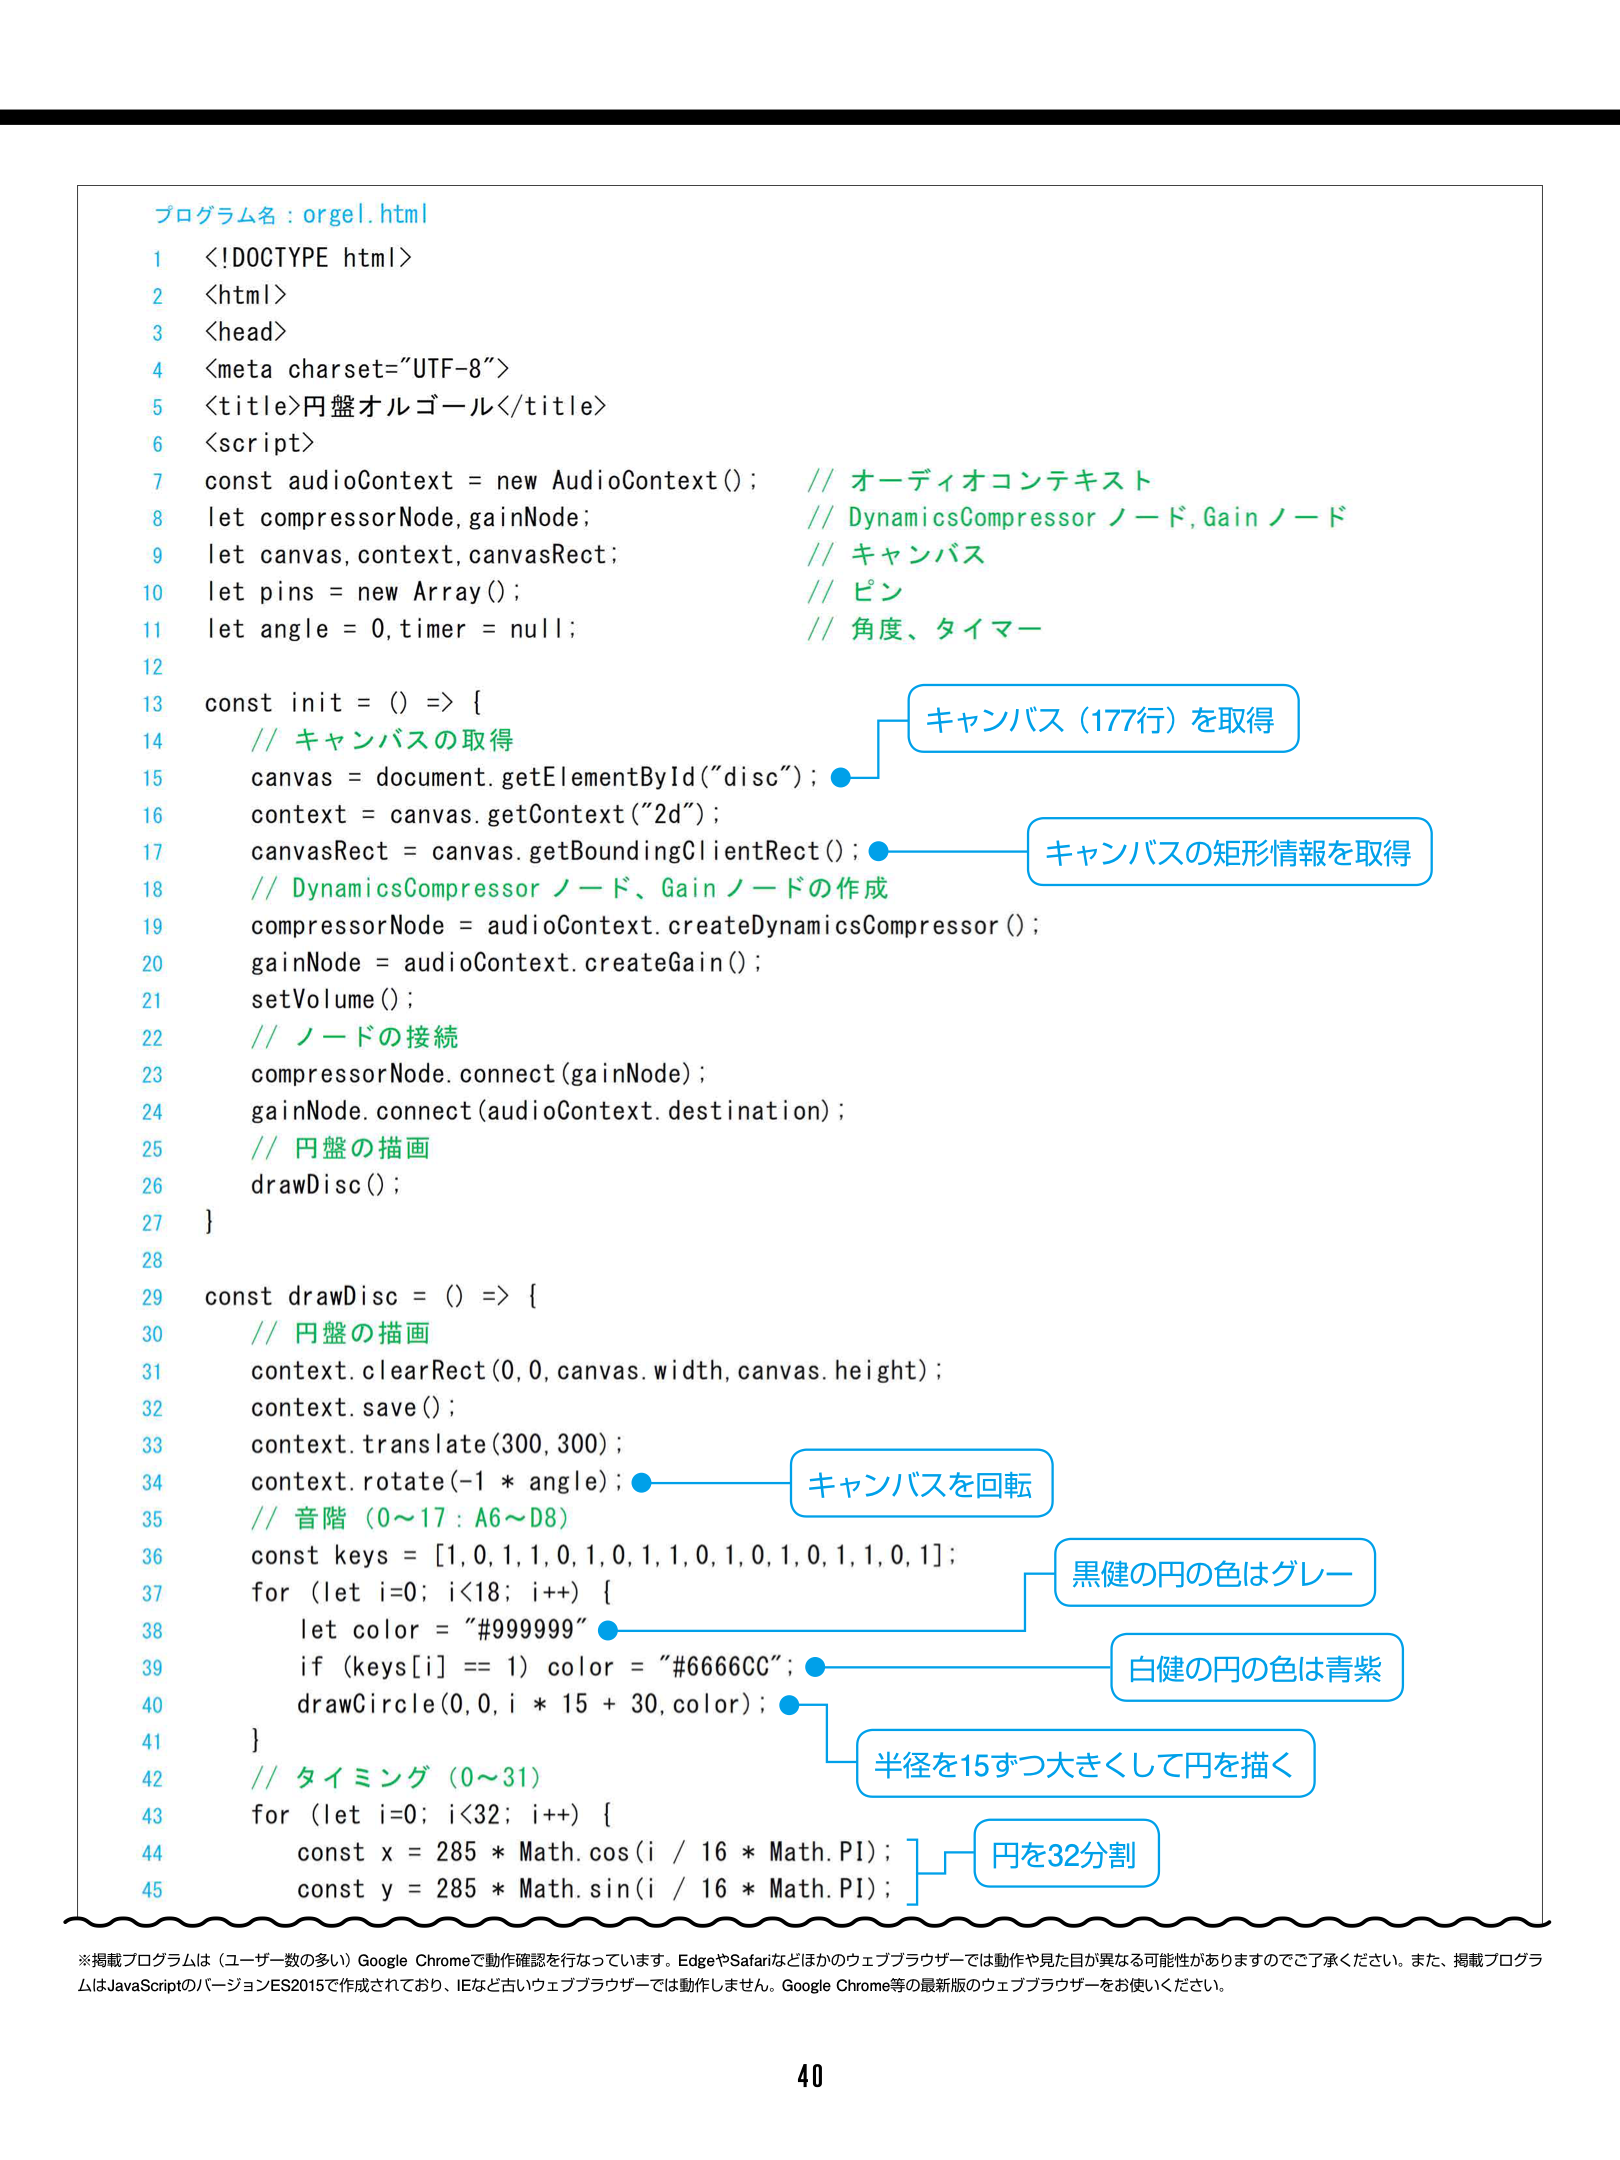 プログラム名：orgel.html
1 <!DOCTYPE html>
2 <html>
3 <head>
4 <meta charset="UTF-8">
5 <title>円盤オルゴール</title>
6 <script>
7 const audioContext = new AudioContext(); // オーディオコンテキスト
8 let compressorNode,gainNode; // DynamicsCompressor ノード,Gain ノード
9 let canvas,context,canvasRect; // キャンバス
10 let pins = new Array(); // ピン
11 let angle = 0,timer = null; // 角度、タイマー
12
13 const init = () => {
キャンバス（177行）を取得
14 // キャンバスの取得
15 canvas = document.getElementById("disc");
16 context = canvas.getContext("2d");
17 canvasRect = canvas.getBoundingClientRect(); キャンバスの矩形情報を取得
18 // DynamicsCompressor ノード、Gain ノードの作成
19 compressorNode = audioContext.createDynamicsCompressor();
20 gainNode = audioContext.createGain();
21 setVolume();
22 // ノードの接続
23 compressorNode.connect(gainNode);
24 gainNode.connect(audioContext.destination);
25 // 円盤の描画
26 drawDisc();
27 }
28
29 const drawDisc = () => {
30 // 円盤の描画
31 context.clearRect(0,0,canvas.width,canvas.height);
32 context.save();
33 context.translate(300,300);
34 context.rotate(-1 * angle); キャンバスを回転
35 // 音階（0〜17：A6〜D8）
36 const keys = [1,0,1,1,0,1,0,1,1,0,1,0,1,0,1,1,0,1];
37 for (let i=0; i<18; i++) { 黒健の円の色はグレー
38 let color = "#999999"
39 if (keys[i] == 1) color = "#6666CC"; 白健の円の色は青紫
40 drawCircle(0,0,i * 15 + 30,color);
41 }
半径を15ずつ大きくして円を描く
42 // タイミング（0〜31）
43 for (let i=0; i<32; i++) {
44 const x = 285 * Math.cos(i / 16 * Math.PI); 円を32分割
45 const y = 285 * Math.sin(i / 16 * Math.PI);
※掲載プログラムは（ユーザー数の多い）Google Chromeで動作確認を行なっています。EdgeやSafariなどほかのウェブブラウザーでは動作や見た目が異なる可能性がありますのでご了承ください。また、掲載プログラ
ムはJavaScriptのバージョンES2015で作成されており、IEなど古いウェブブラウザーでは動作しません。Google Chrome等の最新版のウェブブラウザーをお使いください。
40